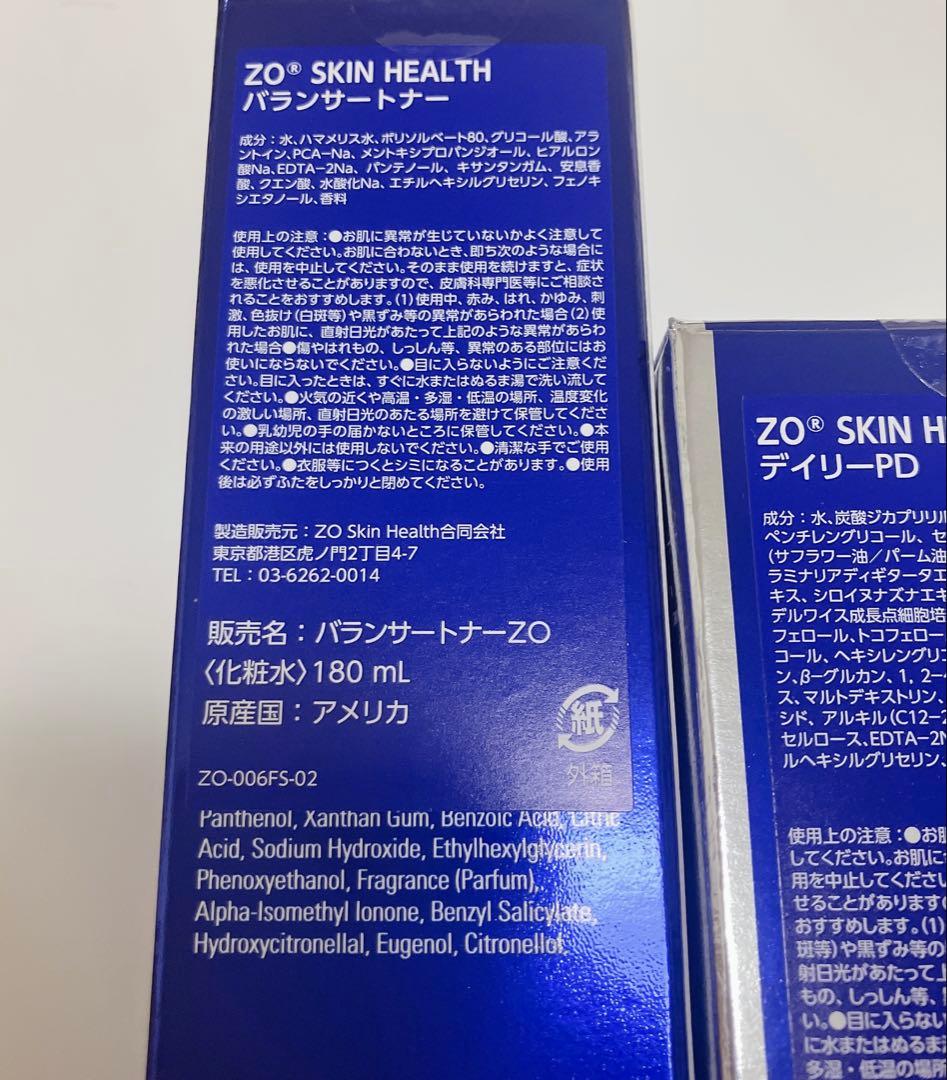 ZO® SKIN HEALTH
バランサートナー
成分：水、ハマメリス水、ポリソルベート80、グリコール酸、アラ
ントイン、PCA-Na、メントキシプロパンジオール、ヒアルロン
酸Na、EDTA-2Na、パンテノール、キサンタンガム、安息香
酸、クエン酸、水酸化Na、エチルヘキシルグリセリン、フェノキ
シエタノール、香料
使用上の注意：●お肌に異常が生じていないかよく注意して
使用してください。お肌に合わないとき、即ち次のような場合に
は、使用を中止してください。そのまま使用を続けますと、症状
を悪化させることがありますので、皮膚科専門医等にご相談さ
れることをおすすめします。（1）使用中、赤み、はれ、かゆみ、刺
激、色抜け（白斑等）や黒ずみ等の異常があらわれた場合（2）使
用したお肌に、直射日光があたって上記のような異常があらわ
れた場合●傷やはれもの、しっしん等、異常のある部位にはお
使いにならないでください。●目に入らないようにご注意くだ
さい。目に入ったときは、すぐに水またはぬるま湯で洗い流して
ください。●火気の近くや高温・多湿・低温の場所、温度変化
の激しい場所、直射日光のあたる場所を避けて保管してくださ
い。●乳幼児の手の届かないところに保管してください。●本
来の用途以外には使用しないでください。●清潔な手でご使用
ください。●衣服等につくとシミになることがあります。●使用
後は必ずふたをしっかりと閉めてください。
製造販売元：ZO Skin Health合同会社
東京都港区虎ノ門2丁目4-7
TEL：03-6262-0014
販売名：バランサートナーZO
〈化粧水〉180 mL
原産国：アメリカ
紙
外箱
ZO-006FS-02
Panthenol, Xanthan Gum, Benzoic Acid, Citric
Acid, Sodium Hydroxide, Ethylhexylglycerin,
Phenoxyethanol, Fragrance (Parfum),
Alpha-Isomethyl Ionone, Benzyl Salicylate,
Hydroxycitronellal, Eugenol, Citronellol
ZO® SKIN H
デイリーPD
成分：水、炭酸ジカプリリル
ペンチレングリコール、セ
（サフラワー油／パーム油
ラミナリアディギタータエ
キス、シロイヌナズナエキ
デルワイス成長点細胞培
フェロール、トコフェロー
コール、ヘキシレングリコ
ン、β-グルカン、1，2-
ス、マルトデキストリン、
シド、アルキル（C12-2
セルロース、EDTA-2N
ルヘキシルグリセリン、
使用上の注意：●お肌
してください。お肌に
用を中止してください
せることがあります
おすすめします。（1）
斑等）や黒ずみ等の
射日光があたって上
もの、しっしん等、
い。●目に入らない
に水またはぬるま
多湿・低温の場所